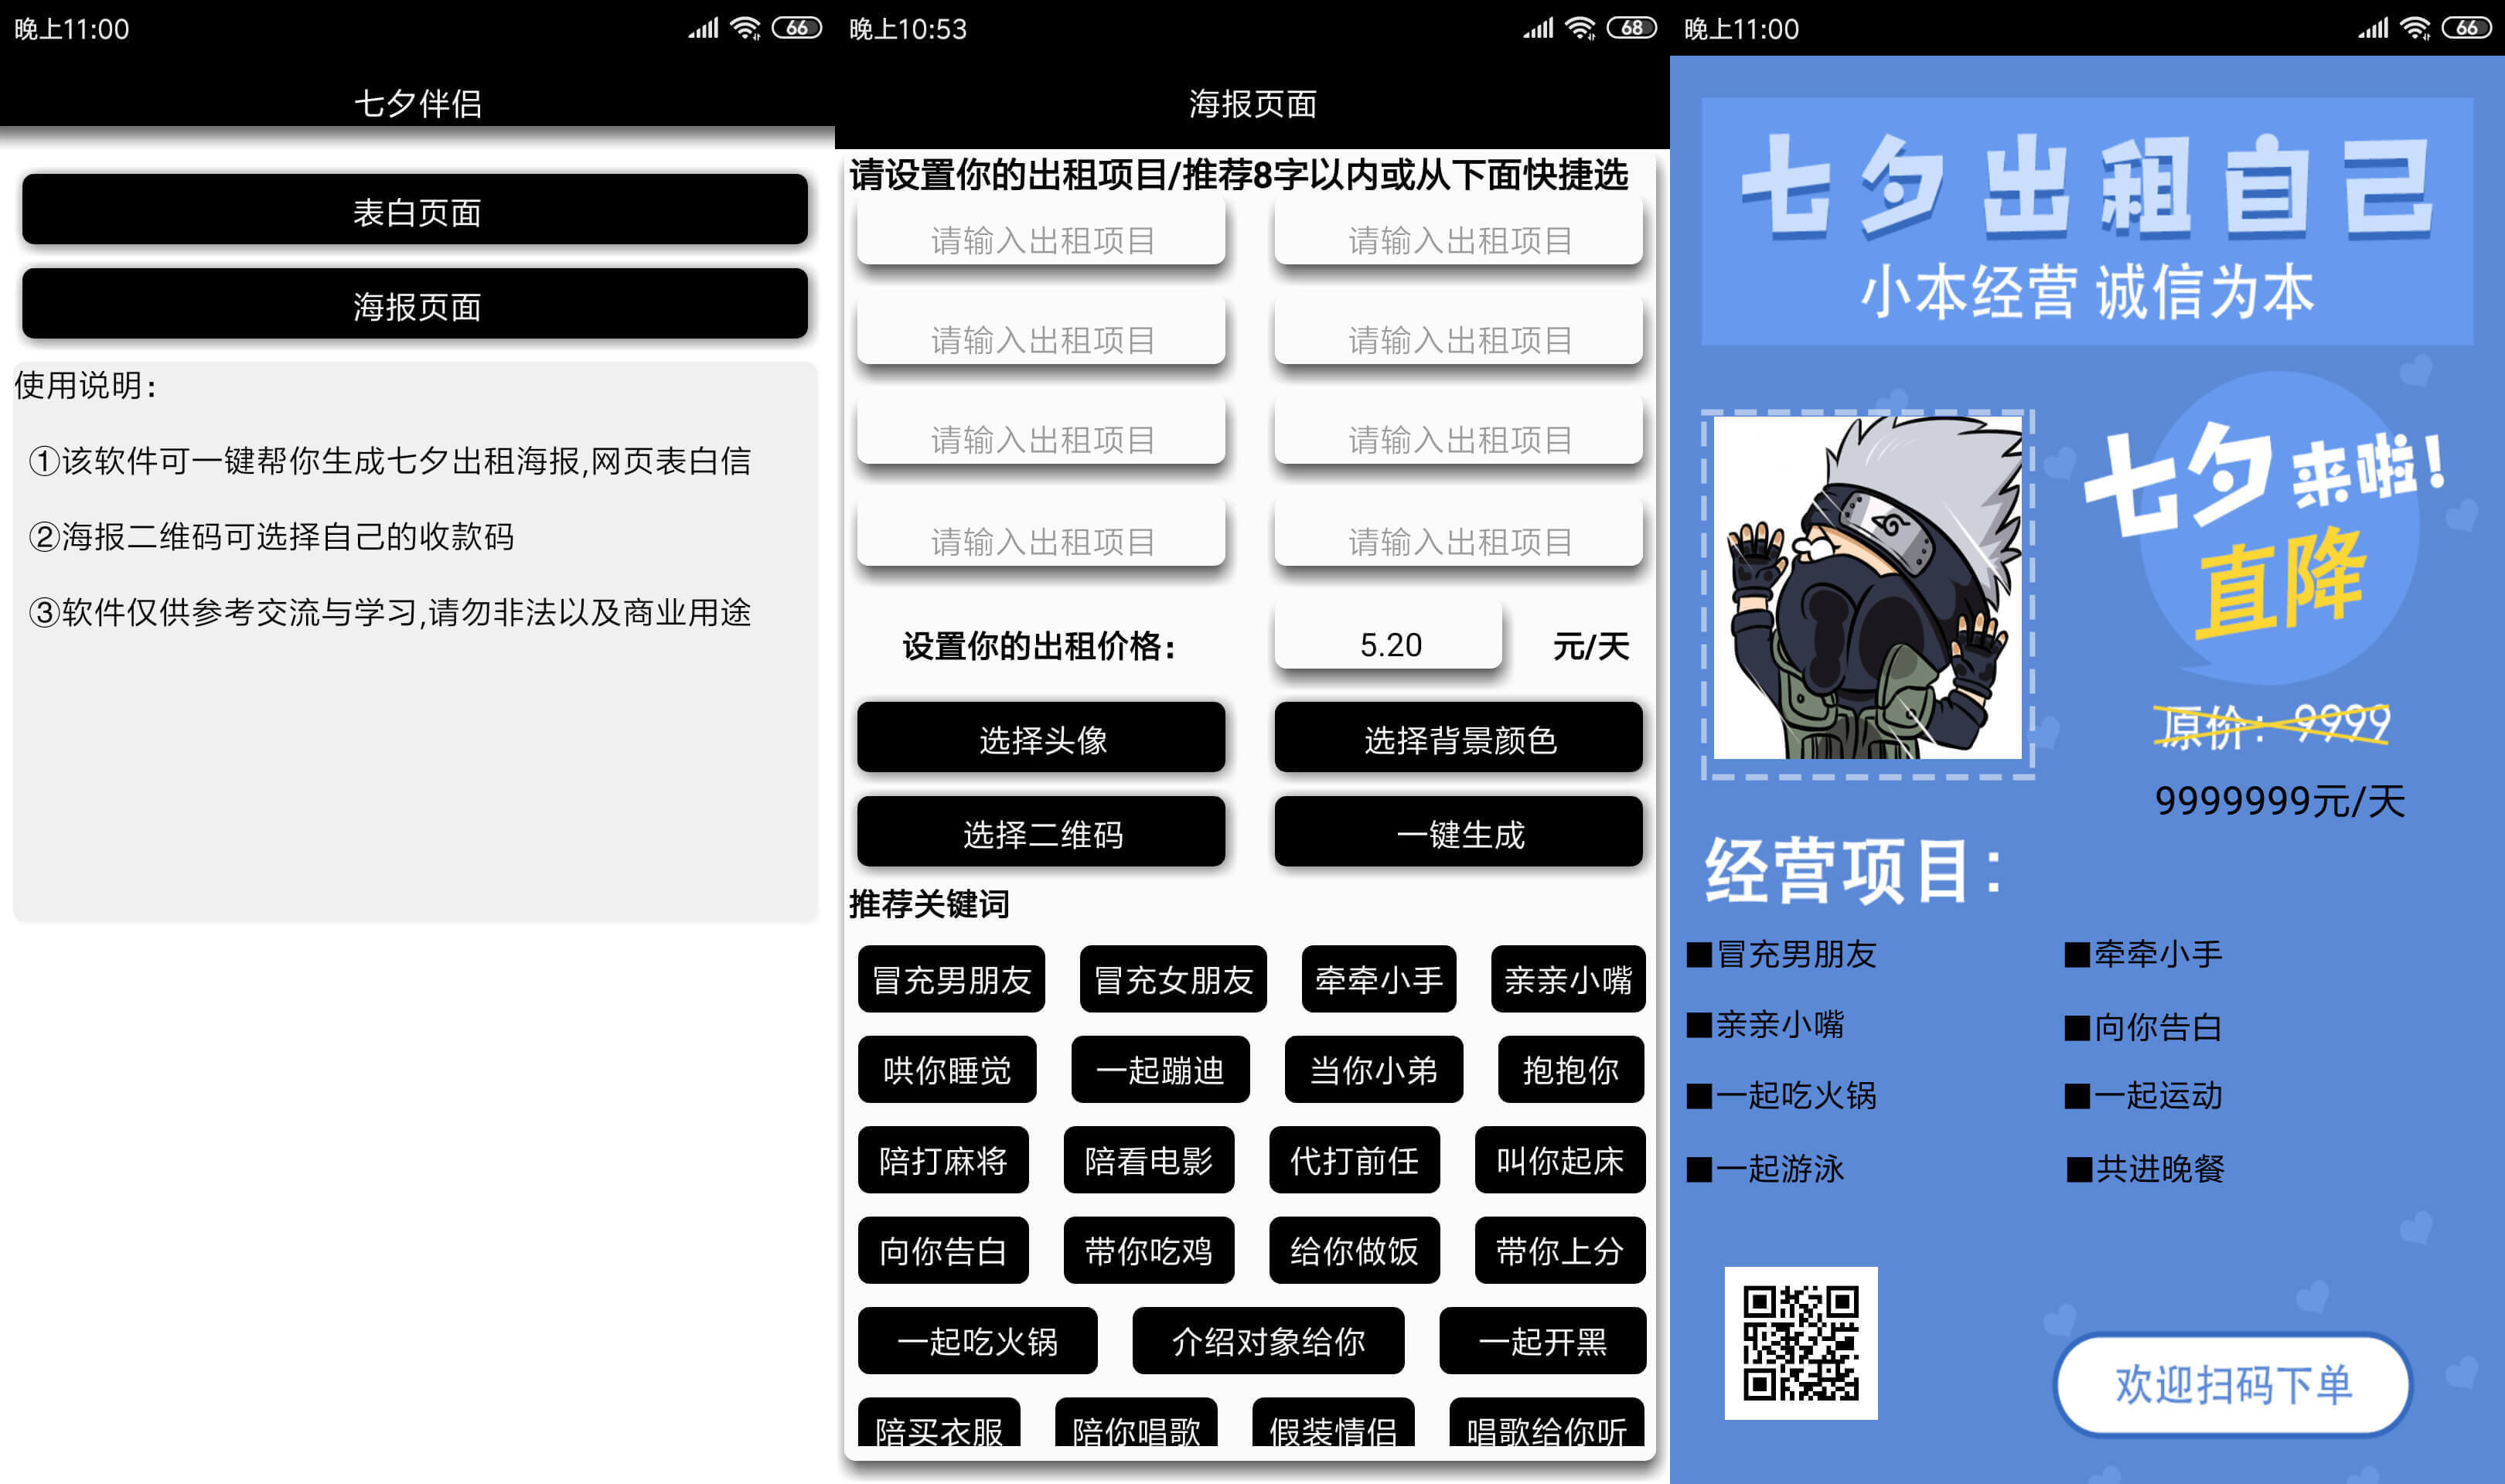 晚上11:00
66
七夕伴侣
表白页面
海报页面
使用说明：
①该软件可一键帮你生成七夕出租海报,网页表白信
②海报二维码可选择自己的收款码
③软件仅供参考交流与学习,请勿非法以及商业用途
晚上10:53
68
海报页面
请设置你的出租项目/推荐8字以内或从下面快捷选
请输入出租项目 请输入出租项目
请输入出租项目 请输入出租项目
请输入出租项目 请输入出租项目
请输入出租项目 请输入出租项目
设置你的出租价格： 5.20 元/天
选择头像 选择背景颜色
选择二维码 一键生成
推荐关键词
冒充男朋友 冒充女朋友 牵牵小手 亲亲小嘴
哄你睡觉 一起蹦迪 当你小弟 抱抱你
陪打麻将 陪看电影 代打前任 叫你起床
向你告白 带你吃鸡 给你做饭 带你上分
一起吃火锅 介绍对象给你 一起开黑
陪买衣服 陪你唱歌 假装情侣 唱歌给你听
晚上11:00
66
七夕出租自己
小本经营 诚信为本
七夕来啦!
直降
原价：9999
9999999元/天
经营项目：
■冒充男朋友 ■牵牵小手
■亲亲小嘴 ■向你告白
■一起吃火锅 ■一起运动
■一起游泳 ■共进晚餐
欢迎扫码下单